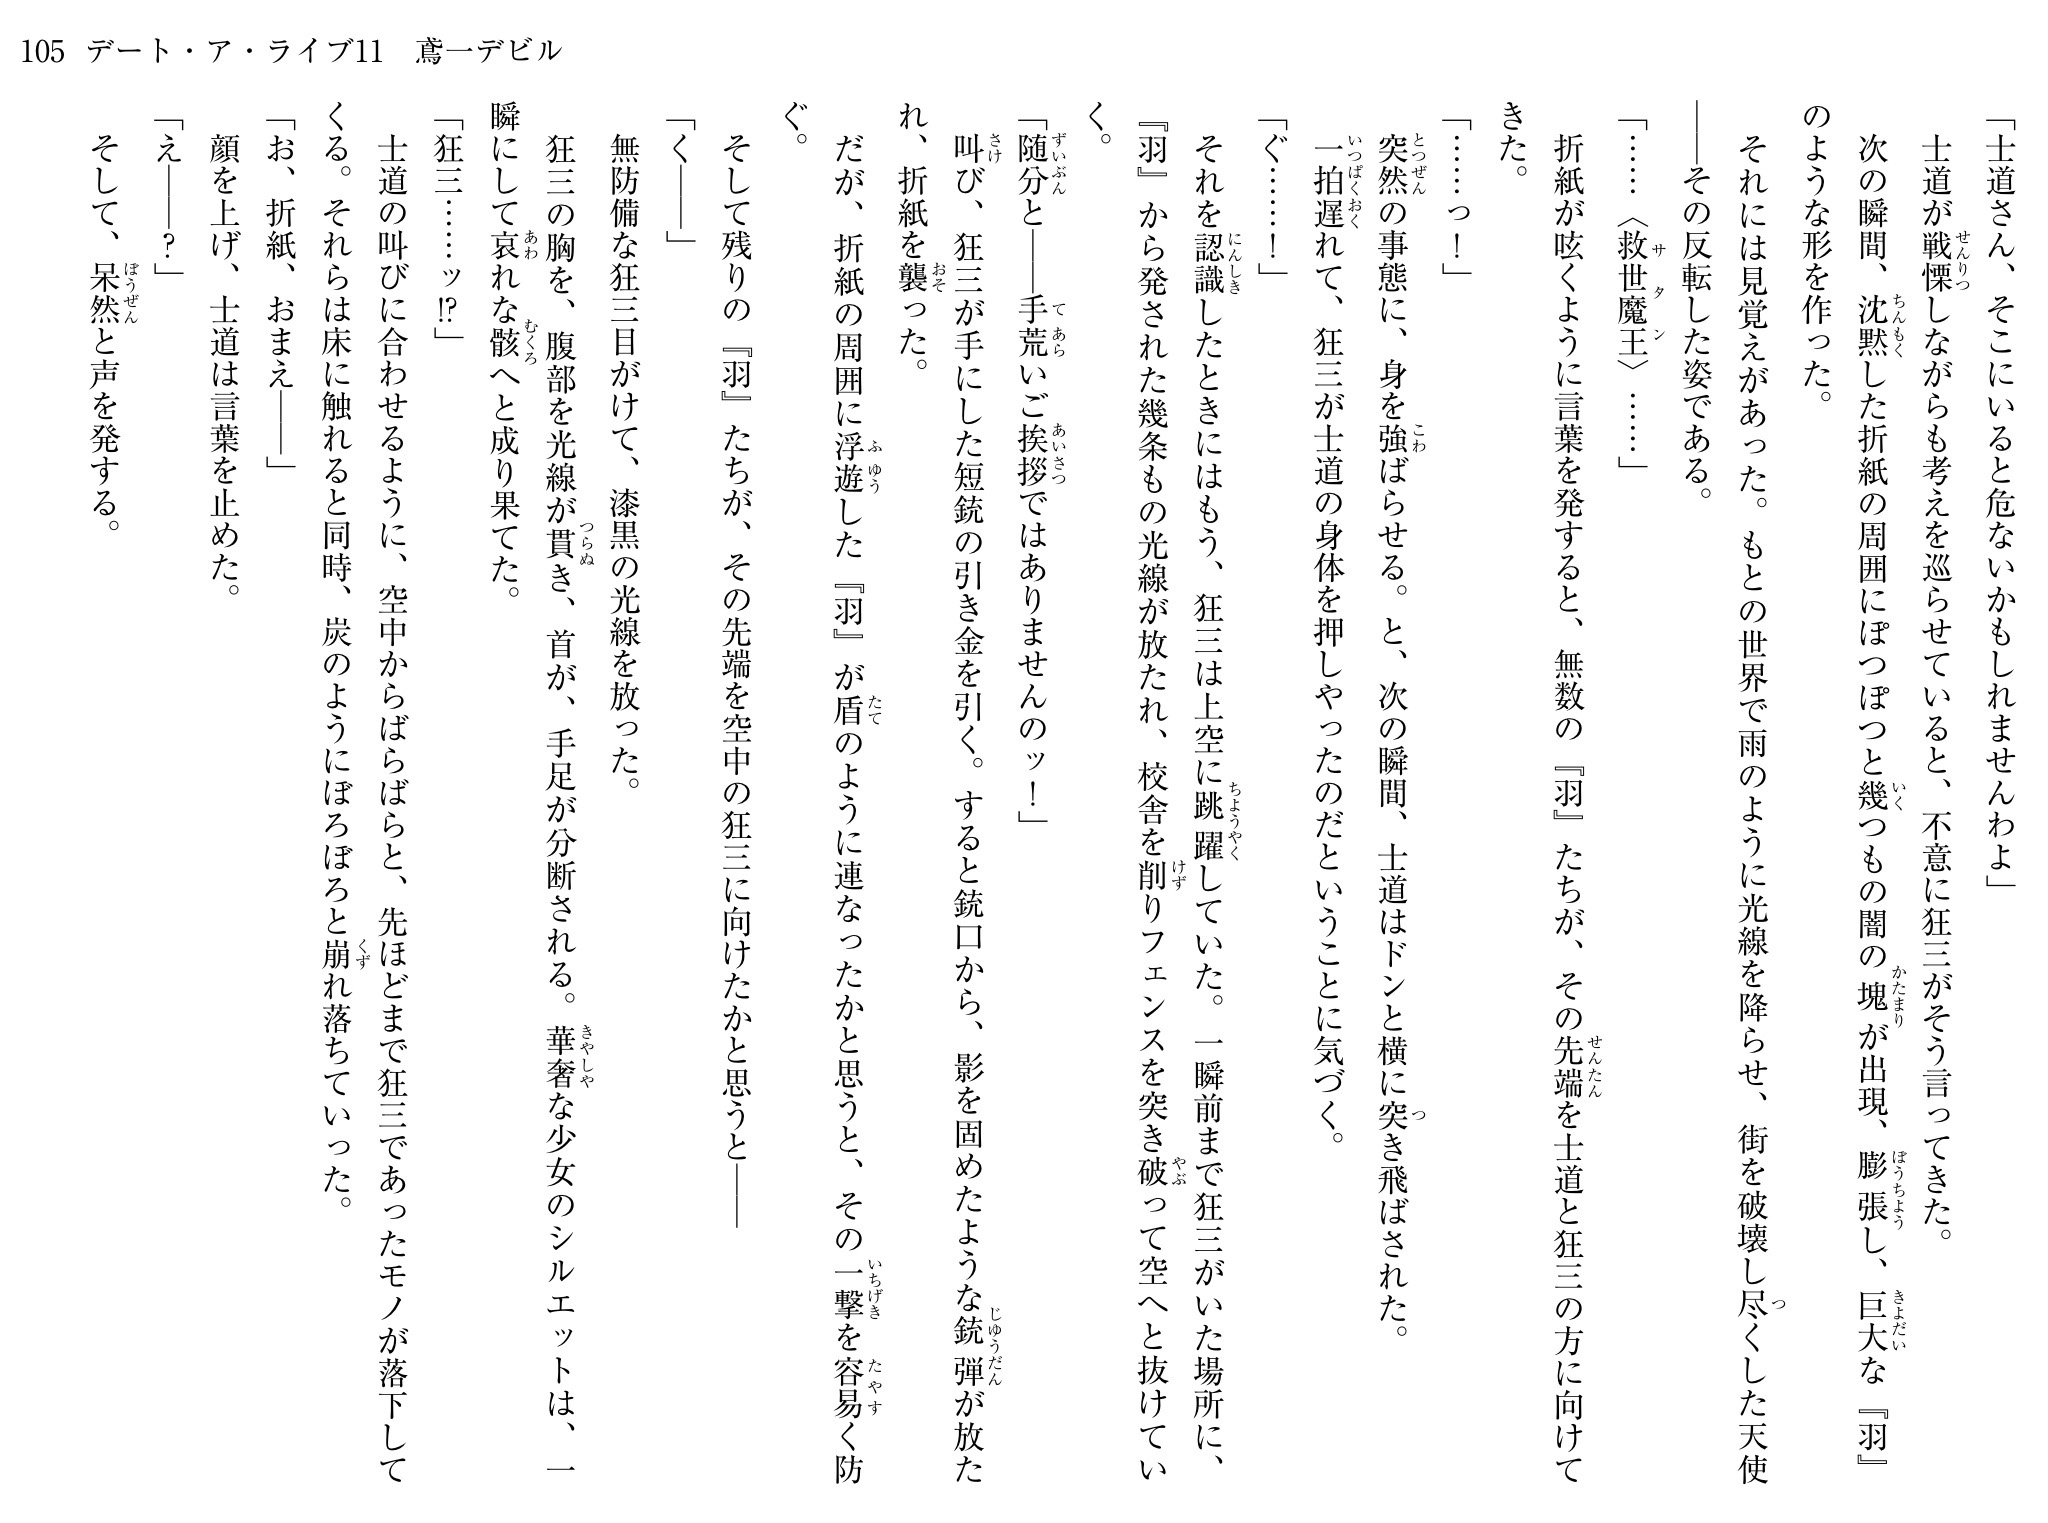 105 デート・ア・ライブ11　鳶一デビル
「士道さん、そこにいると危ないかもしれませんわよ」
　士道が戦慄しながらも考えを巡らせていると、不意に狂三がそう言ってきた。
　次の瞬間、沈黙した折紙の周囲にぽつぽつと幾つもの闇の塊が出現、膨張し、巨大な『羽』
のような形を作った。
　それには見覚えがあった。もとの世界で雨のように光線を降らせ、街を破壊し尽くした天使
――その反転した姿である。
「……〈救世魔王〉……」
　折紙が呟くように言葉を発すると、無数の『羽』たちが、その先端を士道と狂三の方に向けて
きた。
「……っ！」
　突然の事態に、身を強ばらせる。と、次の瞬間、士道はドンと横に突き飛ばされた。
　一拍遅れて、狂三が士道の身体を押しやったのだということに気づく。
「ぐ……！」
　それを認識したときにはもう、狂三は上空に跳躍していた。一瞬前まで狂三がいた場所に、
『羽』から発された幾条もの光線が放たれ、校舎を削りフェンスを突き破って空へと抜けてい
く。
「随分と――手荒いご挨拶ではありませんのッ！」
　叫び、狂三が手にした短銃の引き金を引く。すると銃口から、影を固めたような銃弾が放た
れ、折紙を襲った。
　だが、折紙の周囲に浮遊した『羽』が盾のように連なったかと思うと、その一撃を容易く防
ぐ。
　そして残りの『羽』たちが、その先端を空中の狂三に向けたかと思うと――
「く――」
　無防備な狂三目がけて、漆黒の光線を放った。
　狂三の胸を、腹部を光線が貫き、首が、手足が分断される。華奢な少女のシルエットは、一
瞬にして哀れな骸へと成り果てた。
「狂三……ッ!?」
　士道の叫びに合わせるように、空中からばらばらと、先ほどまで狂三であったモノが落下して
くる。それらは床に触れると同時、炭のようにぼろぼろと崩れ落ちていった。
「お、折紙、おまえ――」
　顔を上げ、士道は言葉を止めた。
「え――？」
　そして、呆然と声を発する。